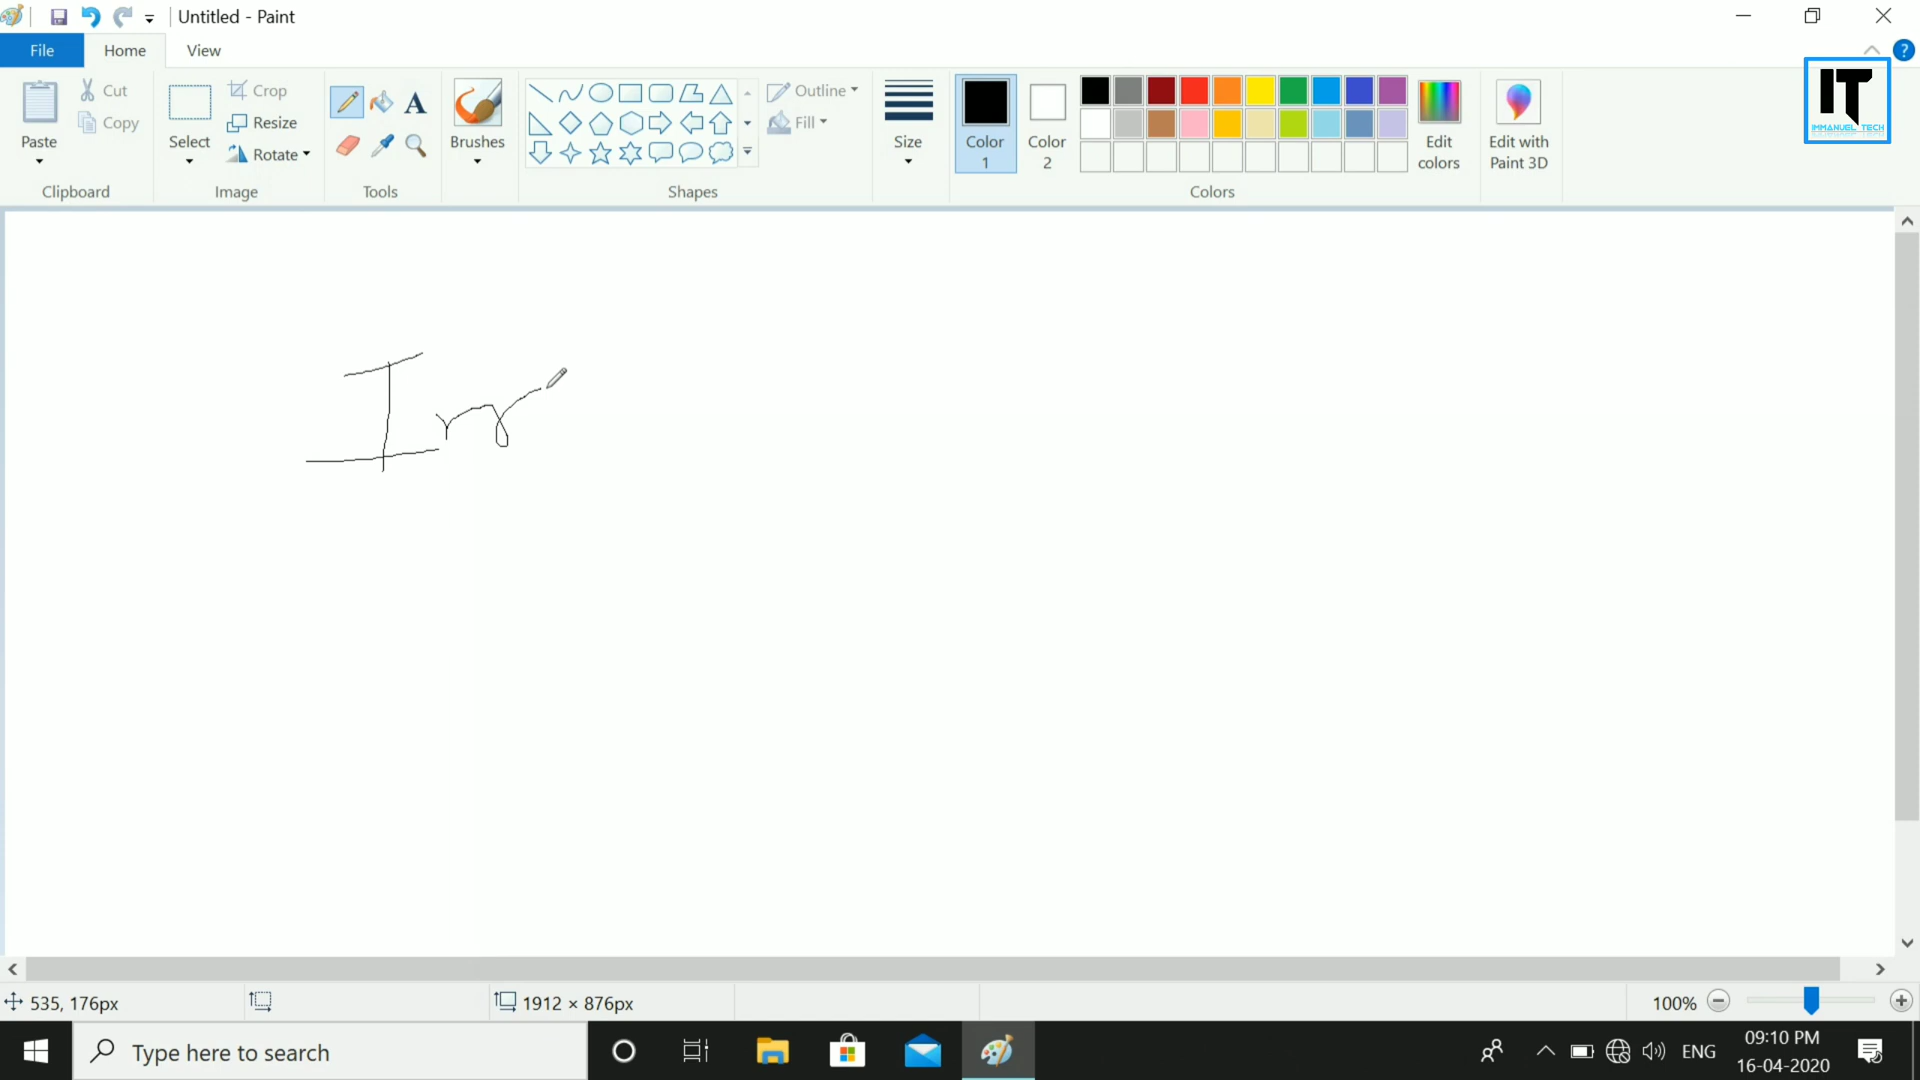 Untitled - Paint
File
Home
View
Paste
Cut
Copy
Clipboard
Select
Crop
Resize
Rotate
Image
Tools
Brushes
Shapes
Outline
Fill
Size
Color
1
Color
2
Colors
Edit
colors
Edit with
Paint 3D
IT
IMMANUEL TECH
535, 176px
1912 × 876px
100%
Type here to search
ENG
09:10 PM
16-04-2020